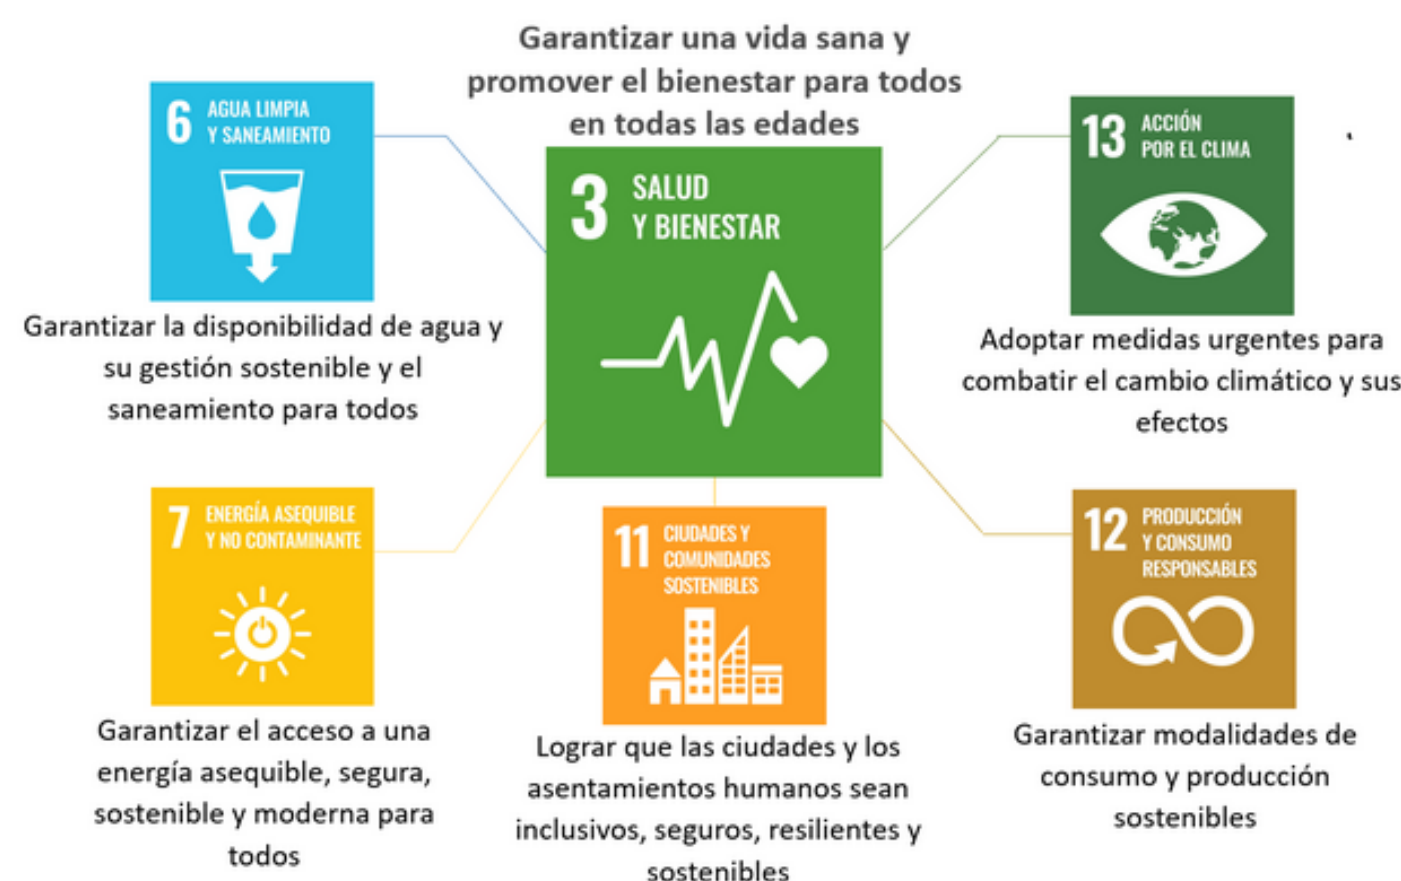 Garantizar una vida sana y
promover el bienestar para todos
en todas las edades
6 AGUA LIMPIA
Y SANEAMIENTO
Garantizar la disponibilidad de agua y
su gestión sostenible y el
saneamiento para todos
3 SALUD
Y BIENESTAR
13 ACCIÓN
POR EL CLIMA
Adoptar medidas urgentes para
combatir el cambio climático y sus
efectos
7 ENERGÍA ASEQUIBLE
Y NO CONTAMINANTE
Garantizar el acceso a una
energía asequible, segura,
sostenible y moderna para
todos
11 CIUDADES Y
COMUNIDADES
SOSTENIBLES
Lograr que las ciudades y los
asentamientos humanos sean
inclusivos, seguros, resilientes y
sostenibles
12 PRODUCCIÓN
Y CONSUMO
RESPONSABLES
Garantizar modalidades de
consumo y producción
sostenibles